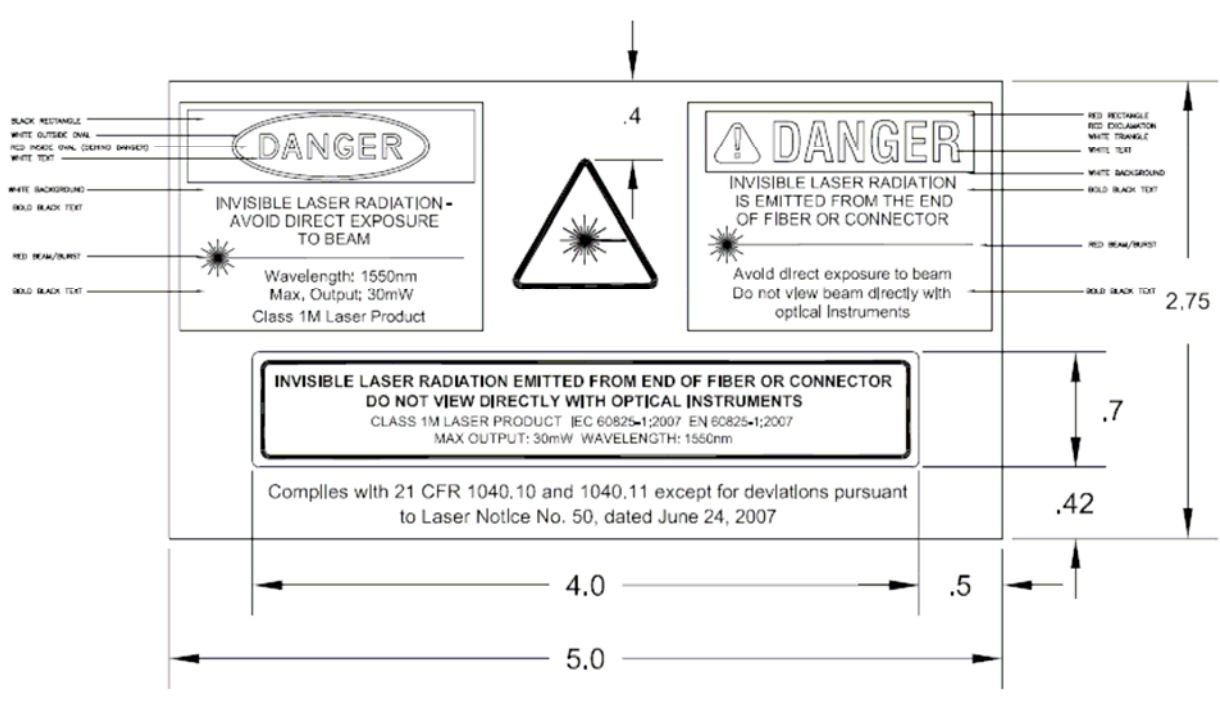 .4
BLACK RECTANGLE
WHITE OUTSIDE OVAL
RED INSIDE OVAL (BEHIND DANGER)
WHITE TEXT
WHITE BACKGROUND
BOLD BLACK TEXT
RED BEAM/BURST
BOLD BLACK TEXT
DANGER
INVISIBLE LASER RADIATION-
AVOID DIRECT EXPOSURE
TO BEAM
Wavelength: 1550nm
Max. Output: 30mW
Class 1M Laser Product
! DANGER
INVISIBLE LASER RADIATION
IS EMITTED FROM THE END
OF FIBER OR CONNECTOR
Avoid direct exposure to beam
Do not view beam directly with
optical instruments
RED RECTANGLE
RED EXCLAMATION
WHITE TRIANGLE
WHITE TEXT
WHITE BACKGROUND
BOLD BLACK TEXT
RED BEAM/BURST
BOLD BLACK TEXT
2.75
INVISIBLE LASER RADIATION EMITTED FROM END OF FIBER OR CONNECTOR
DO NOT VIEW DIRECTLY WITH OPTICAL INSTRUMENTS
CLASS 1M LASER PRODUCT IEC 60825-1:2007 EN 60825-1:2007
MAX OUTPUT: 30mW WAVELENGTH: 1550nm
.7
Complies with 21 CFR 1040.10 and 1040.11 except for deviations pursuant
to Laser Notice No. 50, dated June 24, 2007
.42
4.0
.5
5.0